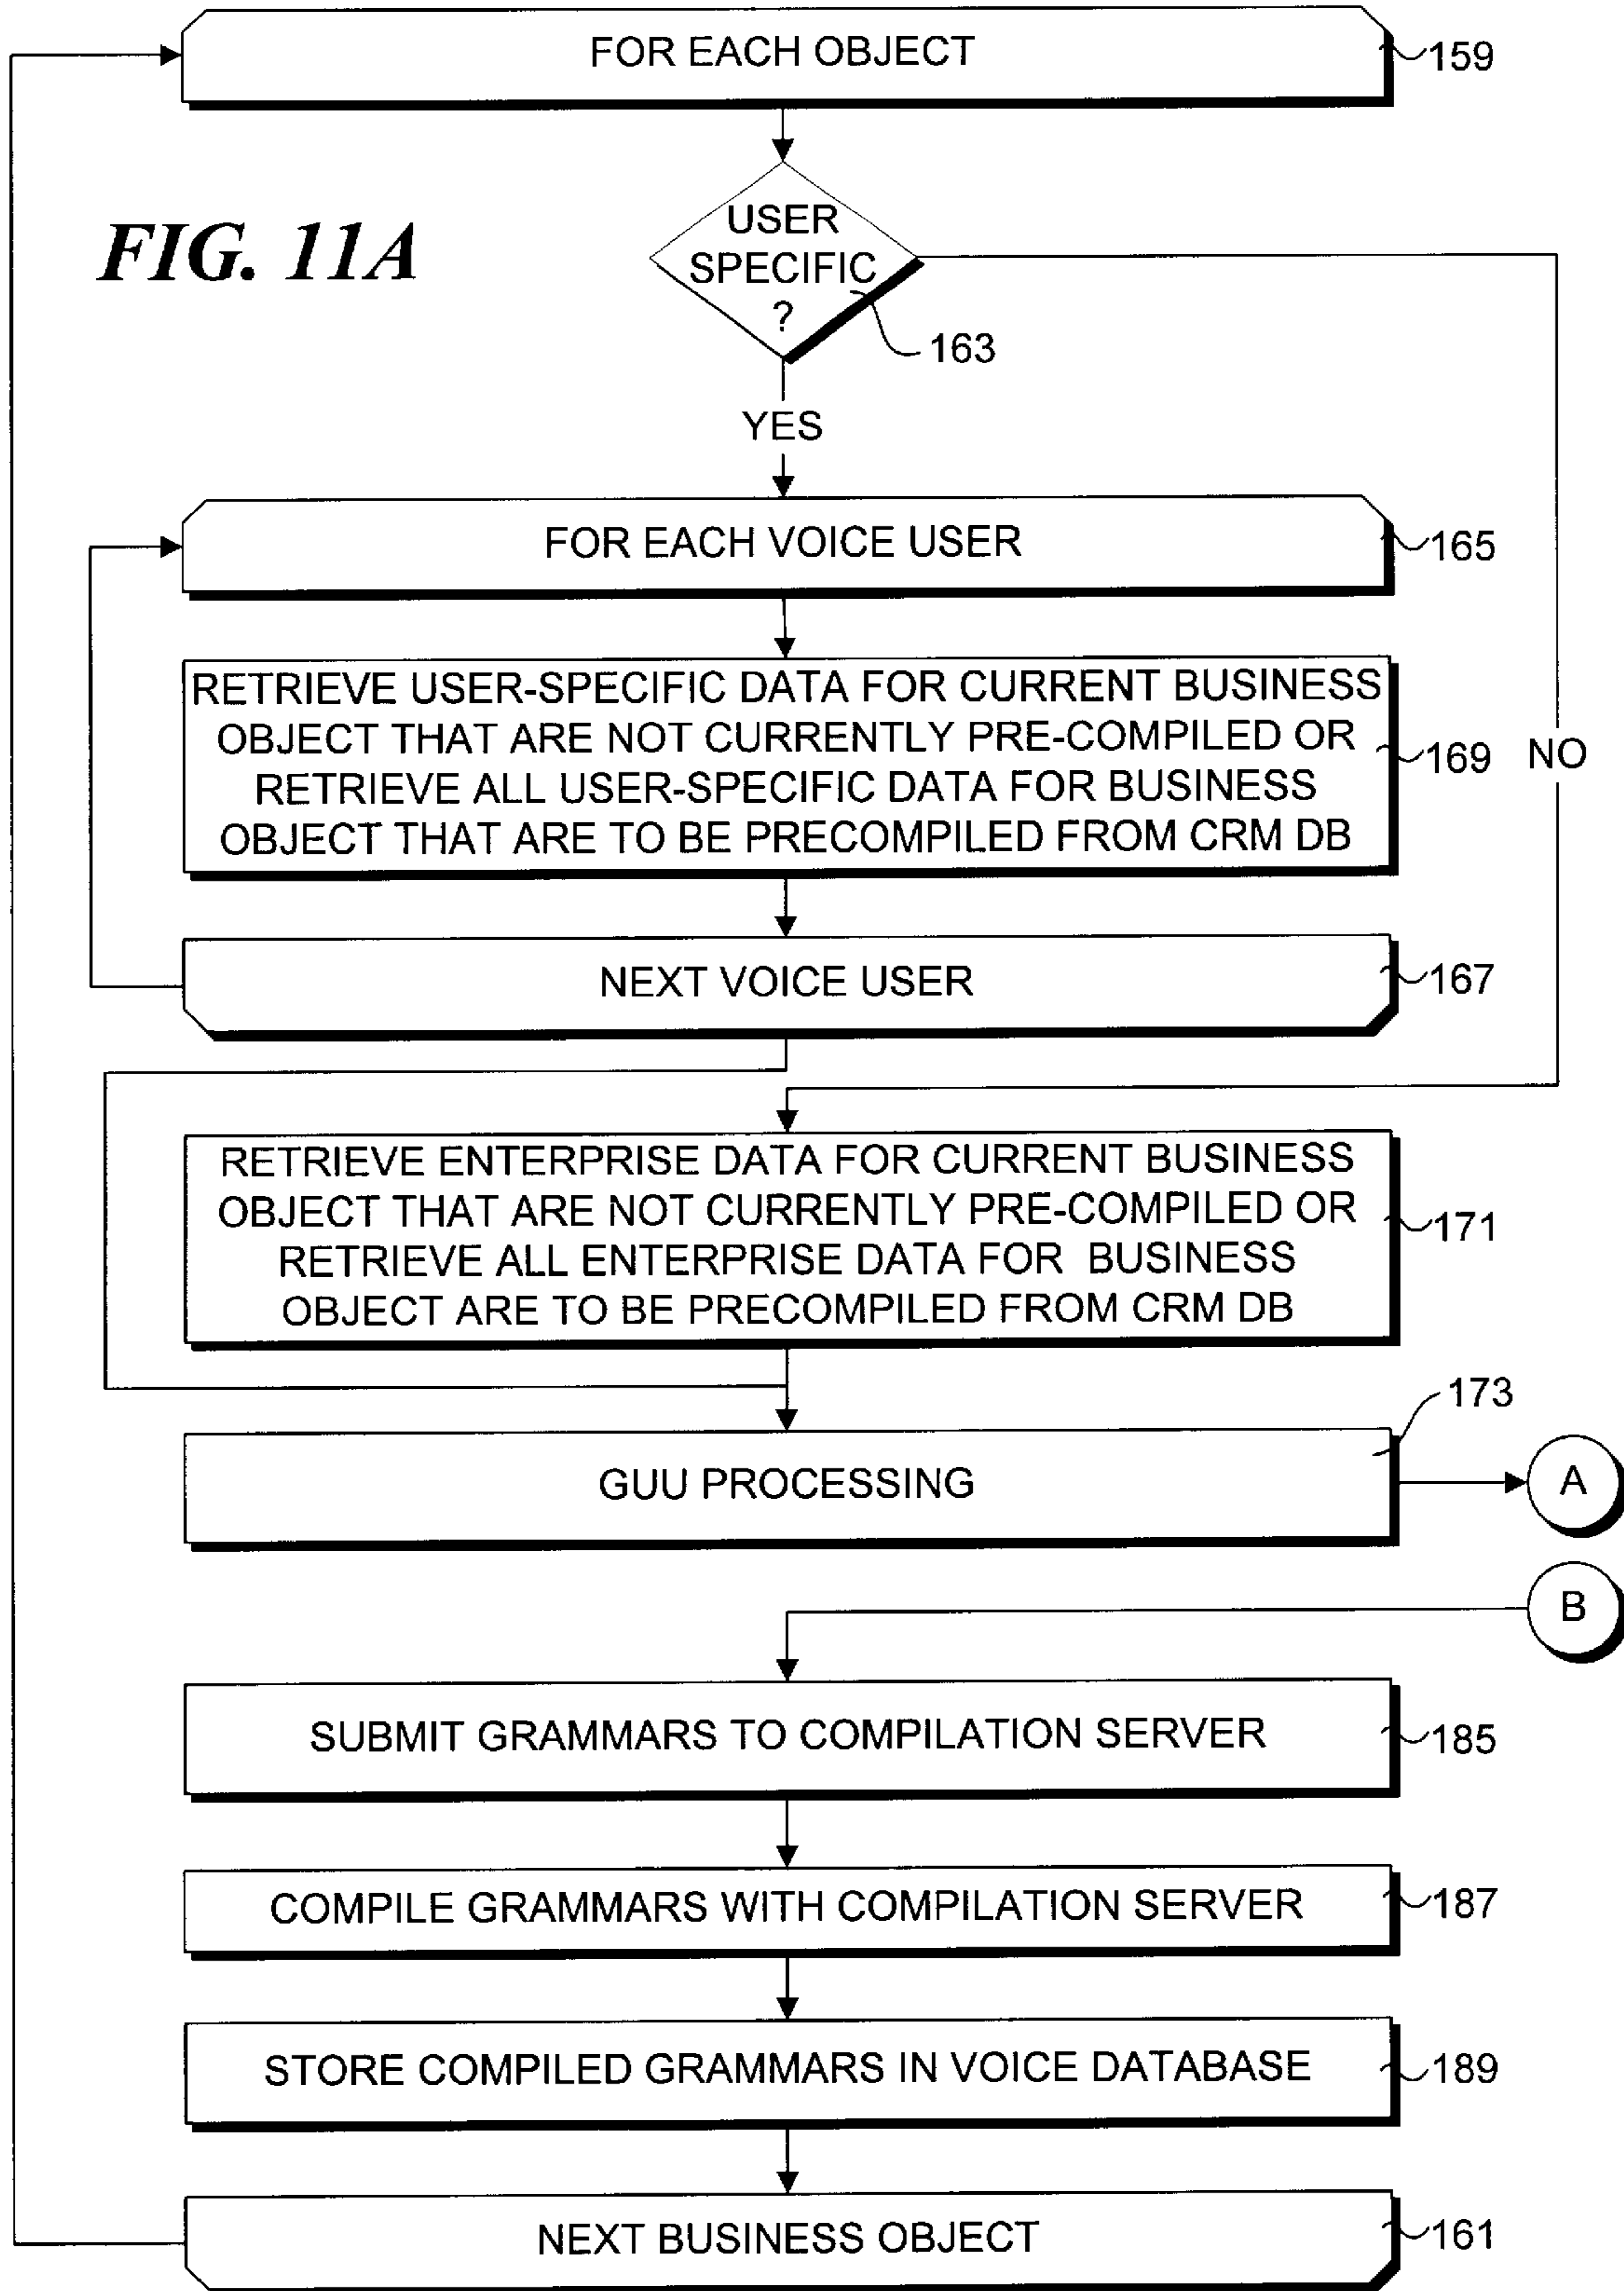 FOR EACH OBJECT
159
FIG. 11A
USER
SPECIFIC
?
163
YES
FOR EACH VOICE USER
165
RETRIEVE USER-SPECIFIC DATA FOR CURRENT BUSINESS
OBJECT THAT ARE NOT CURRENTLY PRE-COMPILED OR
RETRIEVE ALL USER-SPECIFIC DATA FOR BUSINESS
OBJECT THAT ARE TO BE PRECOMPILED FROM CRM DB
169
NO
NEXT VOICE USER
167
RETRIEVE ENTERPRISE DATA FOR CURRENT BUSINESS
OBJECT THAT ARE NOT CURRENTLY PRE-COMPILED OR
RETRIEVE ALL ENTERPRISE DATA FOR BUSINESS
OBJECT ARE TO BE PRECOMPILED FROM CRM DB
171
173
GUU PROCESSING
A
B
SUBMIT GRAMMARS TO COMPILATION SERVER
185
COMPILE GRAMMARS WITH COMPILATION SERVER
187
STORE COMPILED GRAMMARS IN VOICE DATABASE
189
NEXT BUSINESS OBJECT
161